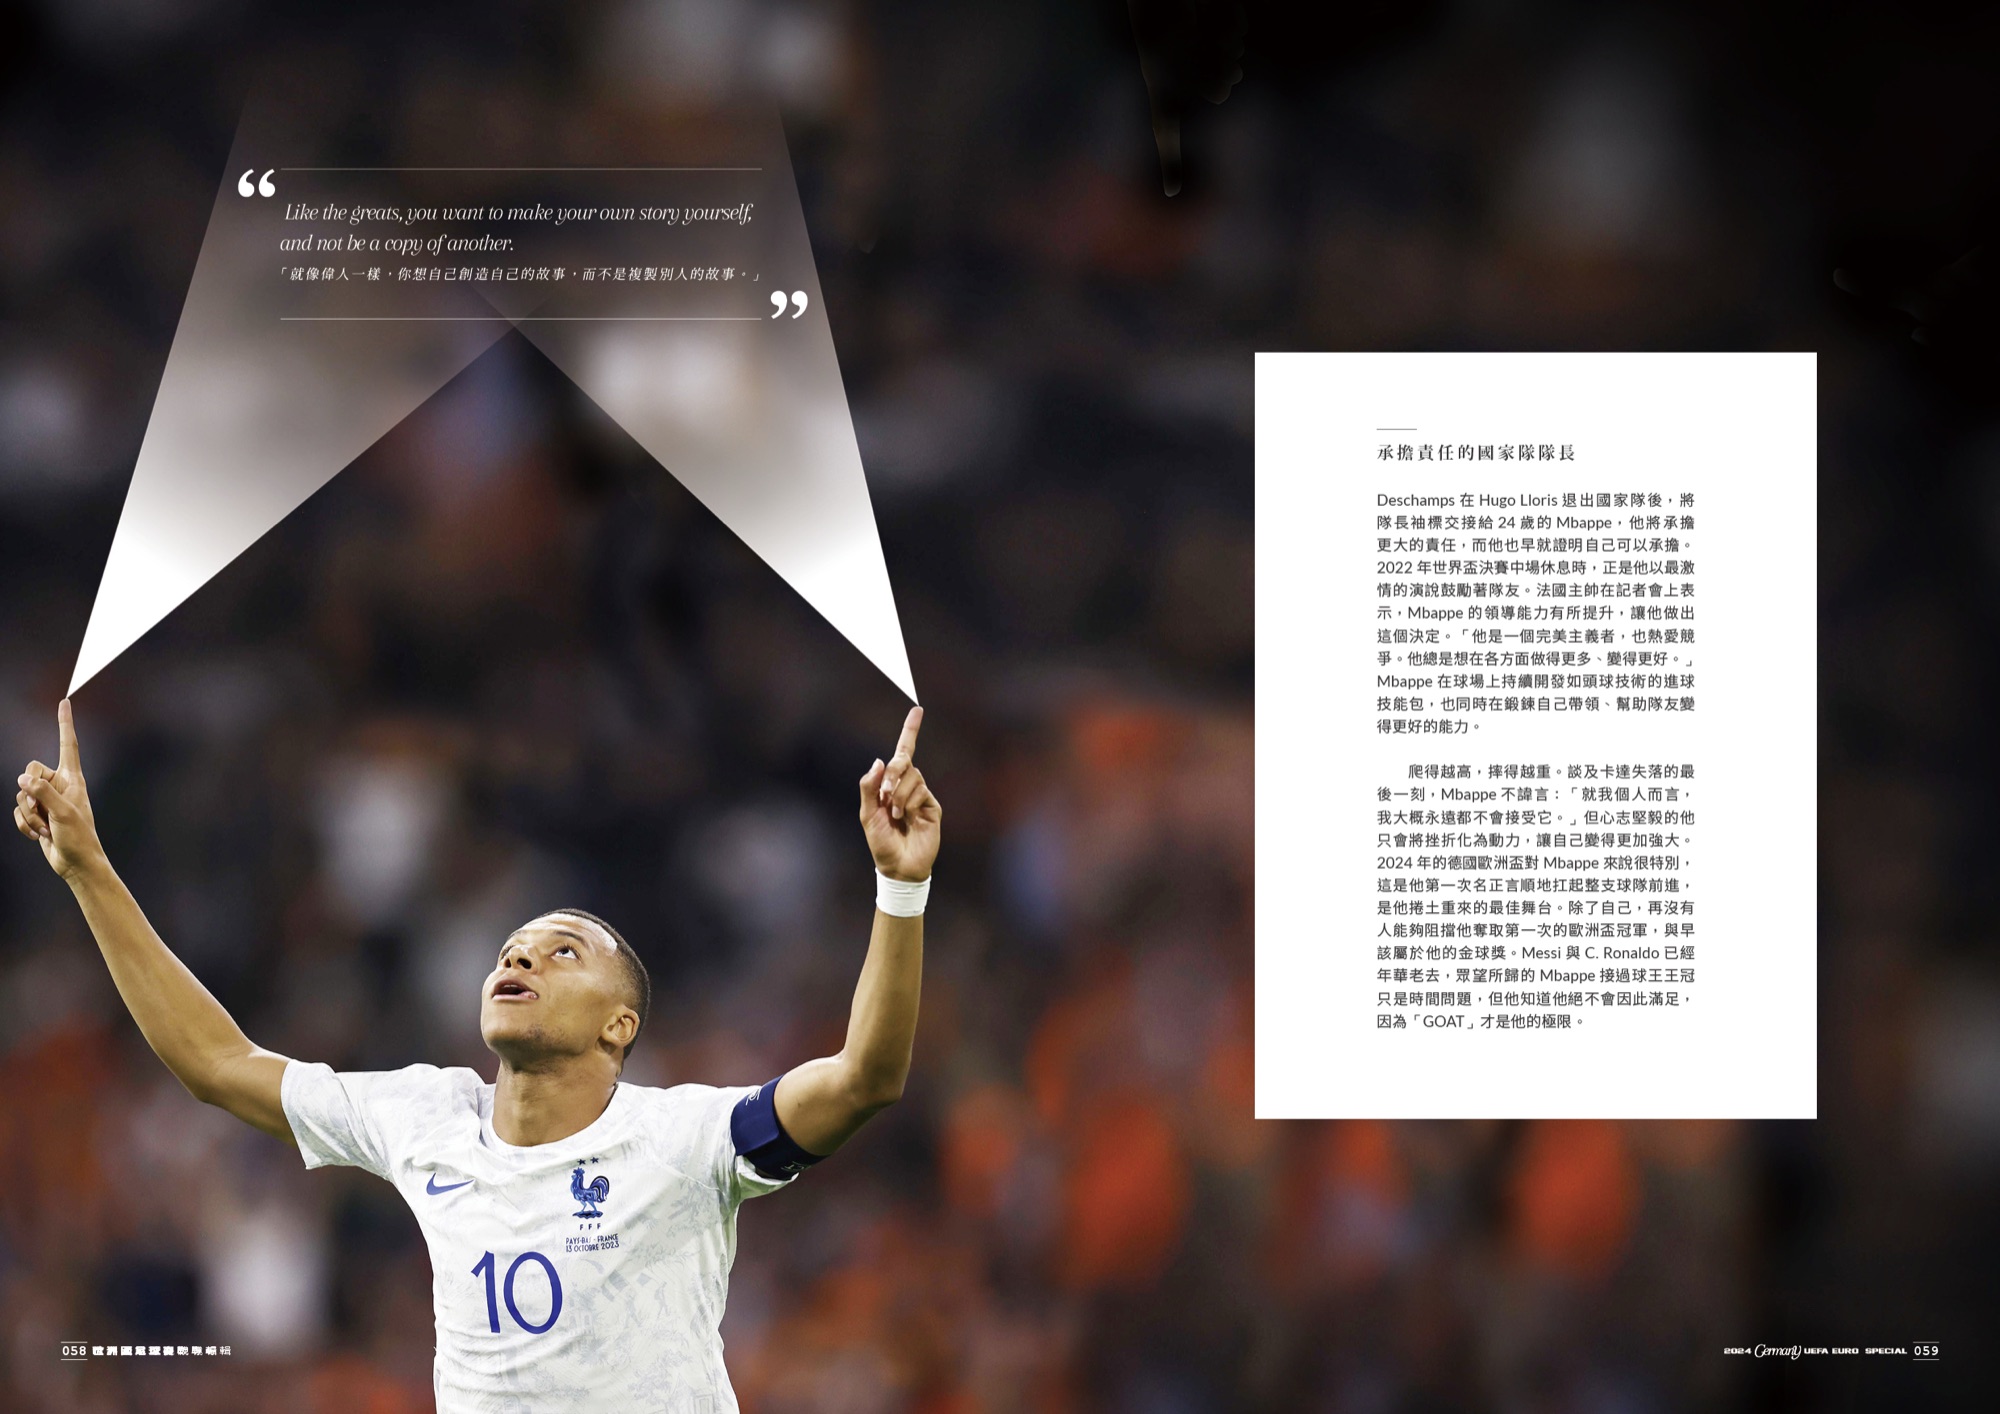 “
Like the greats, you want to make your own story yourself,
and not be a copy of another.
「就像偉人一樣，你想自己創造自己的故事，而不是複製別人的故事。」
”
承擔責任的國家隊隊長
Deschamps 在 Hugo Lloris 退出國家隊後，將
隊長袖標交接給 24 歲的 Mbappe，他將承擔
更大的責任，而他也早就證明自己可以承擔。
2022 年世界盃決賽中場休息時，正是他以最激
情的演說鼓勵著隊友。法國主帥在記者會上表
示，Mbappe 的領導能力有所提升，讓他做出
這個決定。「他是一個完美主義者，也熱愛競
爭。他總是想在各方面做得更多、變得更好。」
Mbappe 在球場上持續開發如頭球技術的進球
技能包，也同時在鍛鍊自己帶領、幫助隊友變
得更好的能力。
爬得越高，摔得越重。談及卡達失落的最
後一刻，Mbappe 不諱言：「就我個人而言，
我大概永遠都不會接受它。」但心志堅毅的他
只會將挫折化為動力，讓自己變得更加強大。
2024 年的德國歐洲盃對 Mbappe 來說很特別，
這是他第一次名正言順地扛起整支球隊前進，
是他捲土重來的最佳舞台。除了自己，再沒有
人能夠阻擋他奪取第一次的歐洲盃冠軍，與早
該屬於他的金球獎。Messi 與 C. Ronaldo 已經
年華老去，眾望所歸的 Mbappe 接過球王王冠
只是時間問題，但他知道他絕不會因此滿足，
因為「GOAT」才是他的極限。
FFF
PAYS-BAS - FRANCE
13 OCTOBRE 2023
10
058
2024 Germany UEFA EURO SPECIAL 059